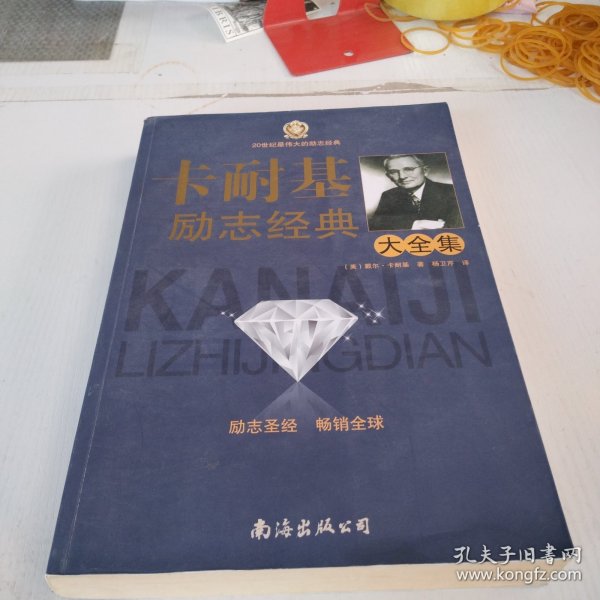 20世纪最伟大的励志经典
卡耐基
励志经典
大全集
(美)戴尔·卡耐基 著 杨卫芹 译
KANAIJI
LIZHIJINGDIAN
励志圣经 畅销全球
南海出版公司
孔夫子旧书网
www.kongfz.com